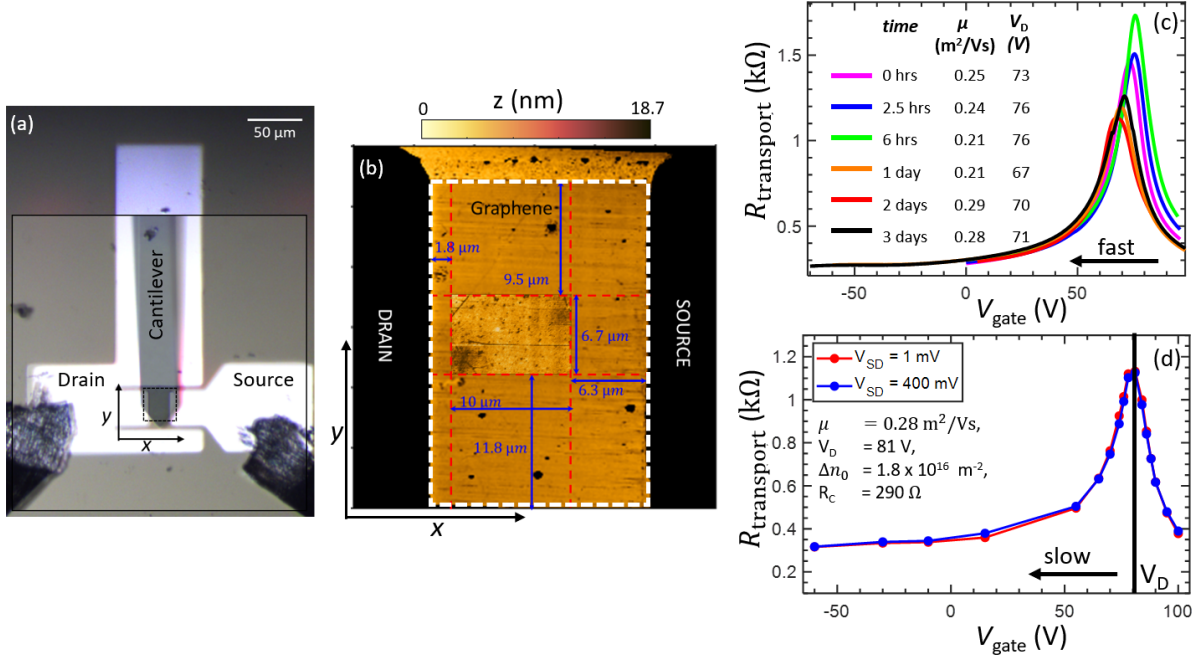 (a)
50 µm
Cantilever
Drain
Source
y
x
0
z (nm)
18.7
(b)
Graphene
1.8 µm
9.5 µm
DRAIN
SOURCE
6.7 µm
6.3 µm
10 µm
11.8 µm
y
x
(c)
time µ V_D
(m²/Vs) (V)
0 hrs 0.25 73
2.5 hrs 0.24 76
6 hrs 0.21 76
1 day 0.21 67
2 days 0.29 70
3 days 0.28 71
fast
R_transport (kΩ)
1.5
1
0.5
-50 0 50
V_gate (V)
(d)
V_SD = 1 mV
V_SD = 400 mV
µ = 0.28 m²/Vs,
V_D = 81 V,
Δn₀ = 1.8 x 10¹⁶ m⁻²,
R_C = 290 Ω
slow
V_D
R_transport (kΩ)
1.2
1
0.8
0.6
0.4
0.2
-50 0 50 100
V_gate (V)